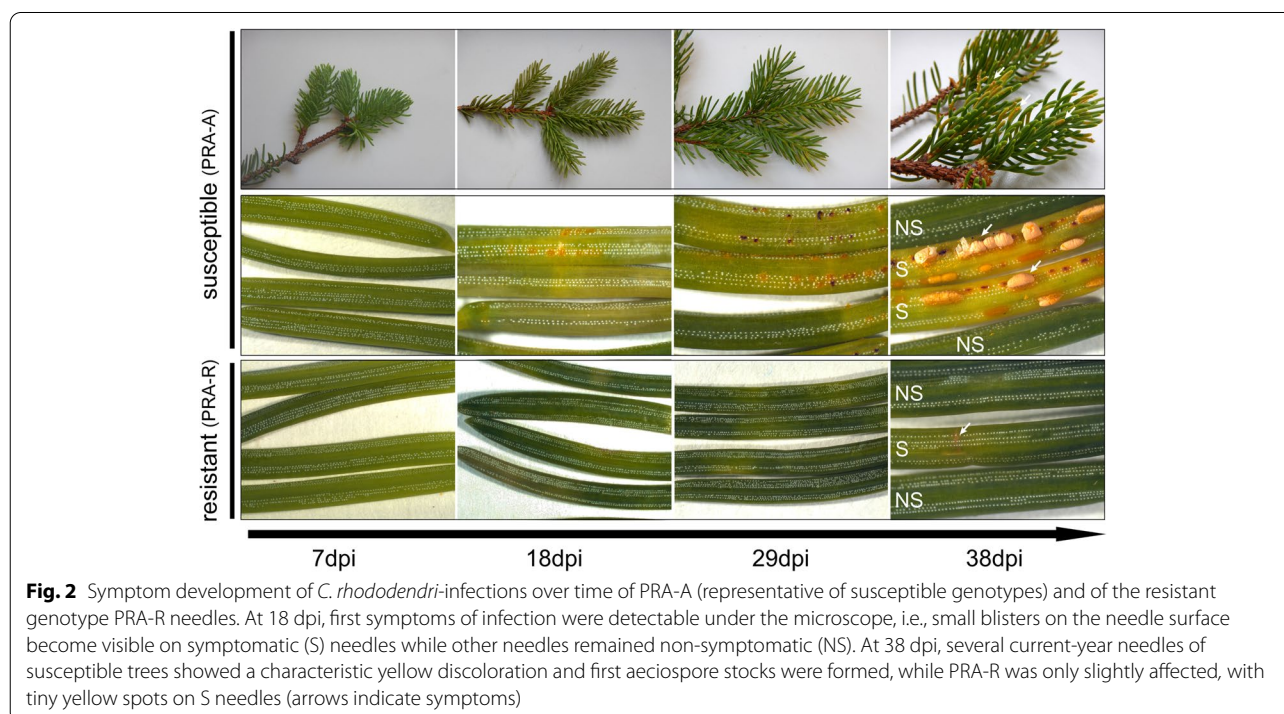 susceptible (PRA-A)
NS
S
S
NS
resistant (PRA-R)
NS
S
NS
7dpi 18dpi 29dpi 38dpi
Fig. 2 Symptom development of C. rhododendri-infections over time of PRA-A (representative of susceptible genotypes) and of the resistant
genotype PRA-R needles. At 18 dpi, first symptoms of infection were detectable under the microscope, i.e., small blisters on the needle surface
become visible on symptomatic (S) needles while other needles remained non-symptomatic (NS). At 38 dpi, several current-year needles of
susceptible trees showed a characteristic yellow discoloration and first aeciospore stocks were formed, while PRA-R was only slightly affected, with
tiny yellow spots on S needles (arrows indicate symptoms)